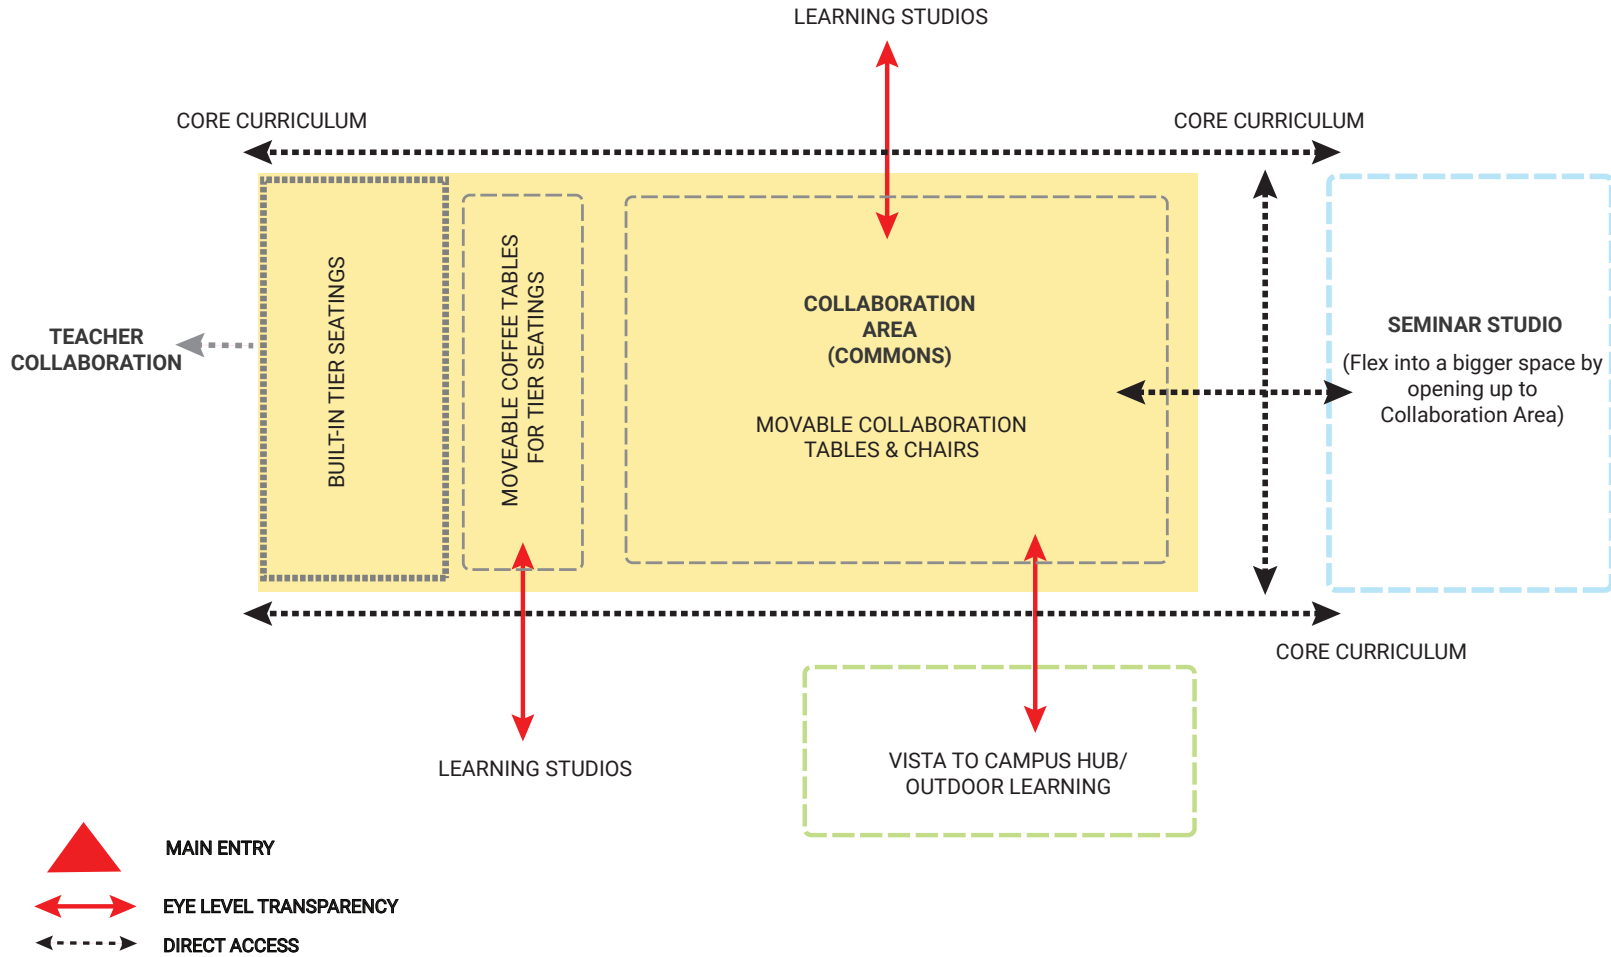 LEARNING STUDIOS
CORE CURRICULUM
CORE CURRICULUM
TEACHER
COLLABORATION
BUILT-IN TIER SEATINGS
MOVEABLE COFFEE TABLES
FOR TIER SEATINGS
COLLABORATION
AREA
(COMMONS)
MOVABLE COLLABORATION
TABLES & CHAIRS
SEMINAR STUDIO
(Flex into a bigger space by
opening up to
Collaboration Area)
CORE CURRICULUM
LEARNING STUDIOS
VISTA TO CAMPUS HUB/
OUTDOOR LEARNING
MAIN ENTRY
EYE LEVEL TRANSPARENCY
DIRECT ACCESS